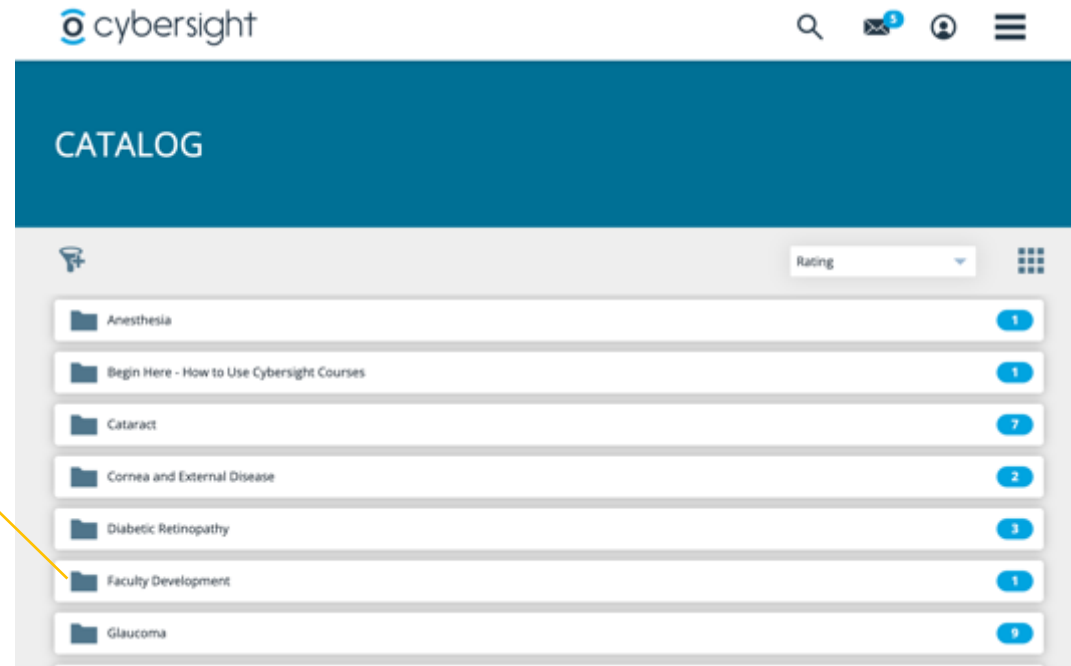 cybersight
5
CATALOG
Rating
Anesthesia 1
Begin Here - How to Use Cybersight Courses 1
Cataract 7
Cornea and External Disease 2
Diabetic Retinopathy 3
Faculty Development 1
Glaucoma 9